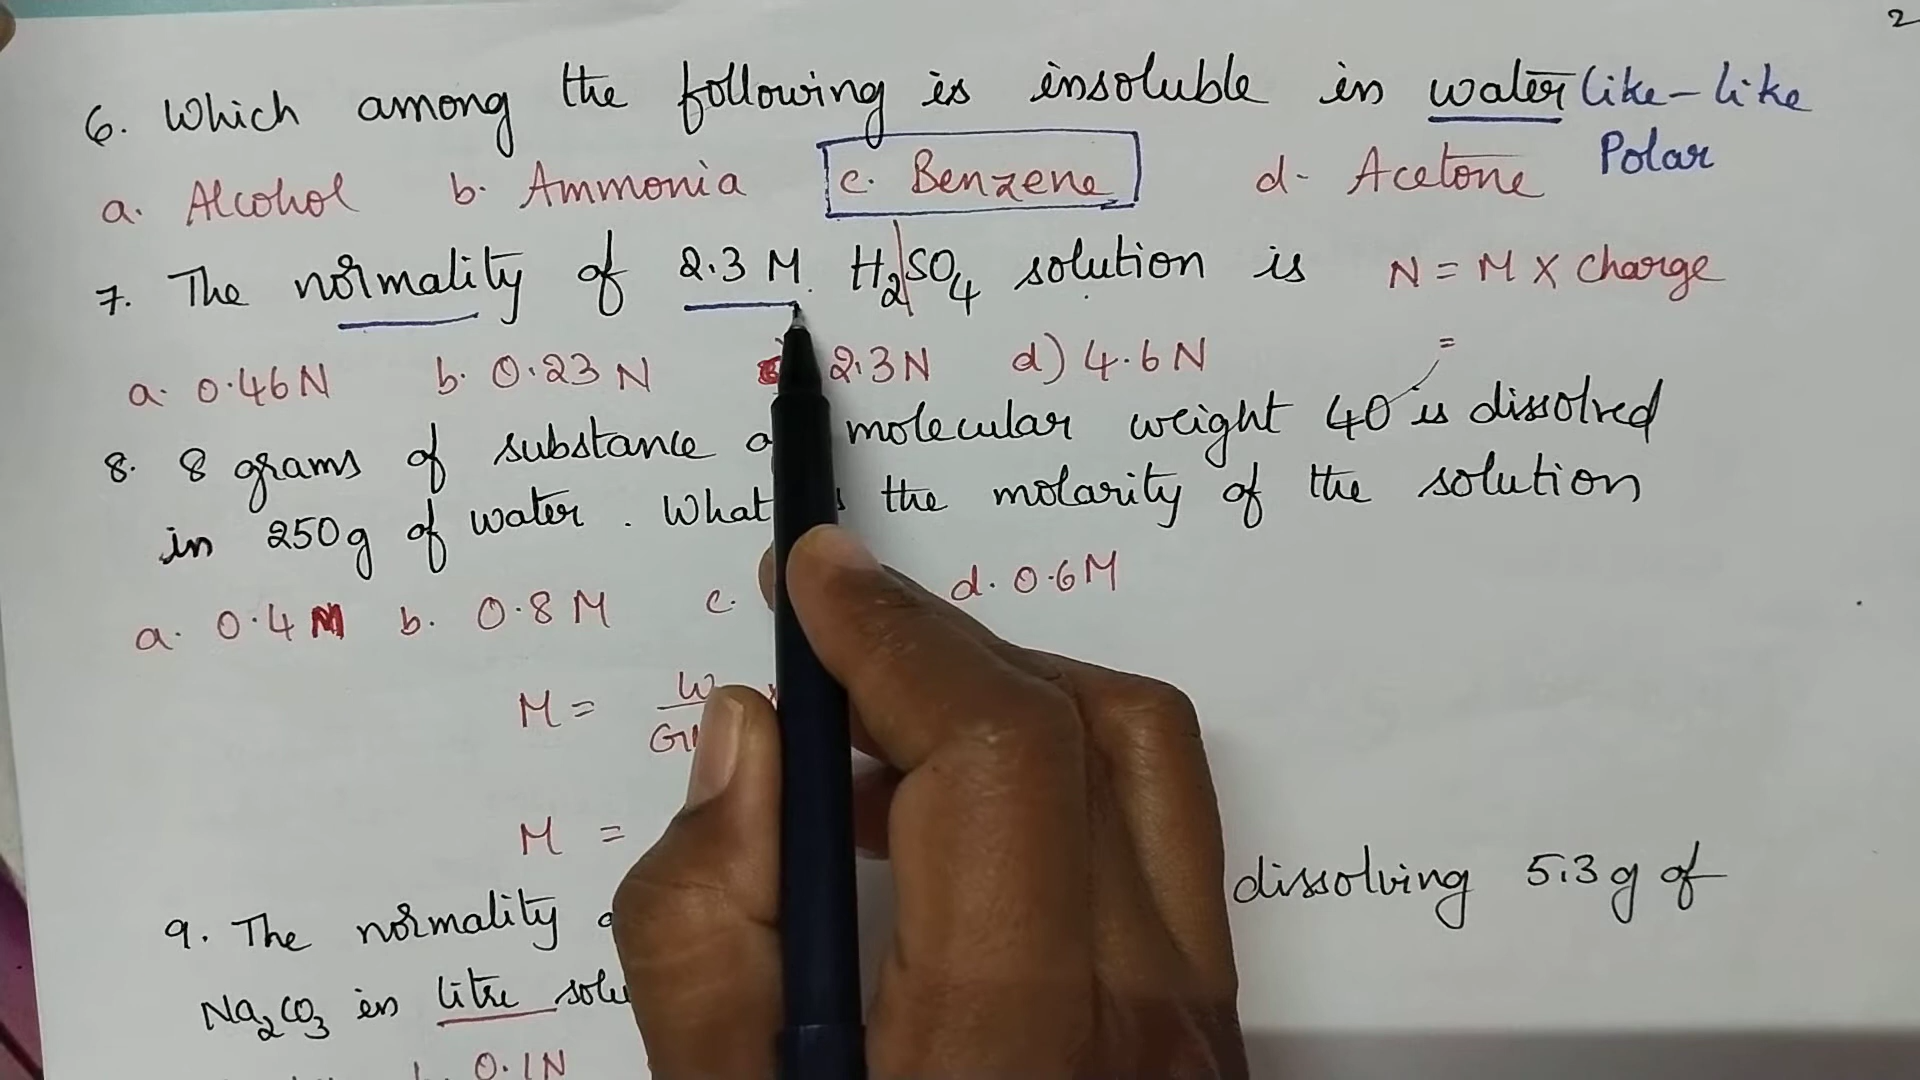 2
6. Which among the following is insoluble in water like-like
Polar
a. Alcohol b. Ammonia c. Benzene d- Acetone
7. The normality of 2.3 M H2SO4 solution is N = M X charge
=
a. 0.46N b. 0.23 N 2.3N d) 4.6 N
8. 8 grams of substance molecular weight 40 is dissolved
in 250g of water. What the molarity of the solution
a. 0.4 M b. 0.8 M c. d. 0.6M
M = W
M =
9. The normality dissolving 5.3 g of
Na2CO3 in litre
b. 0.1N